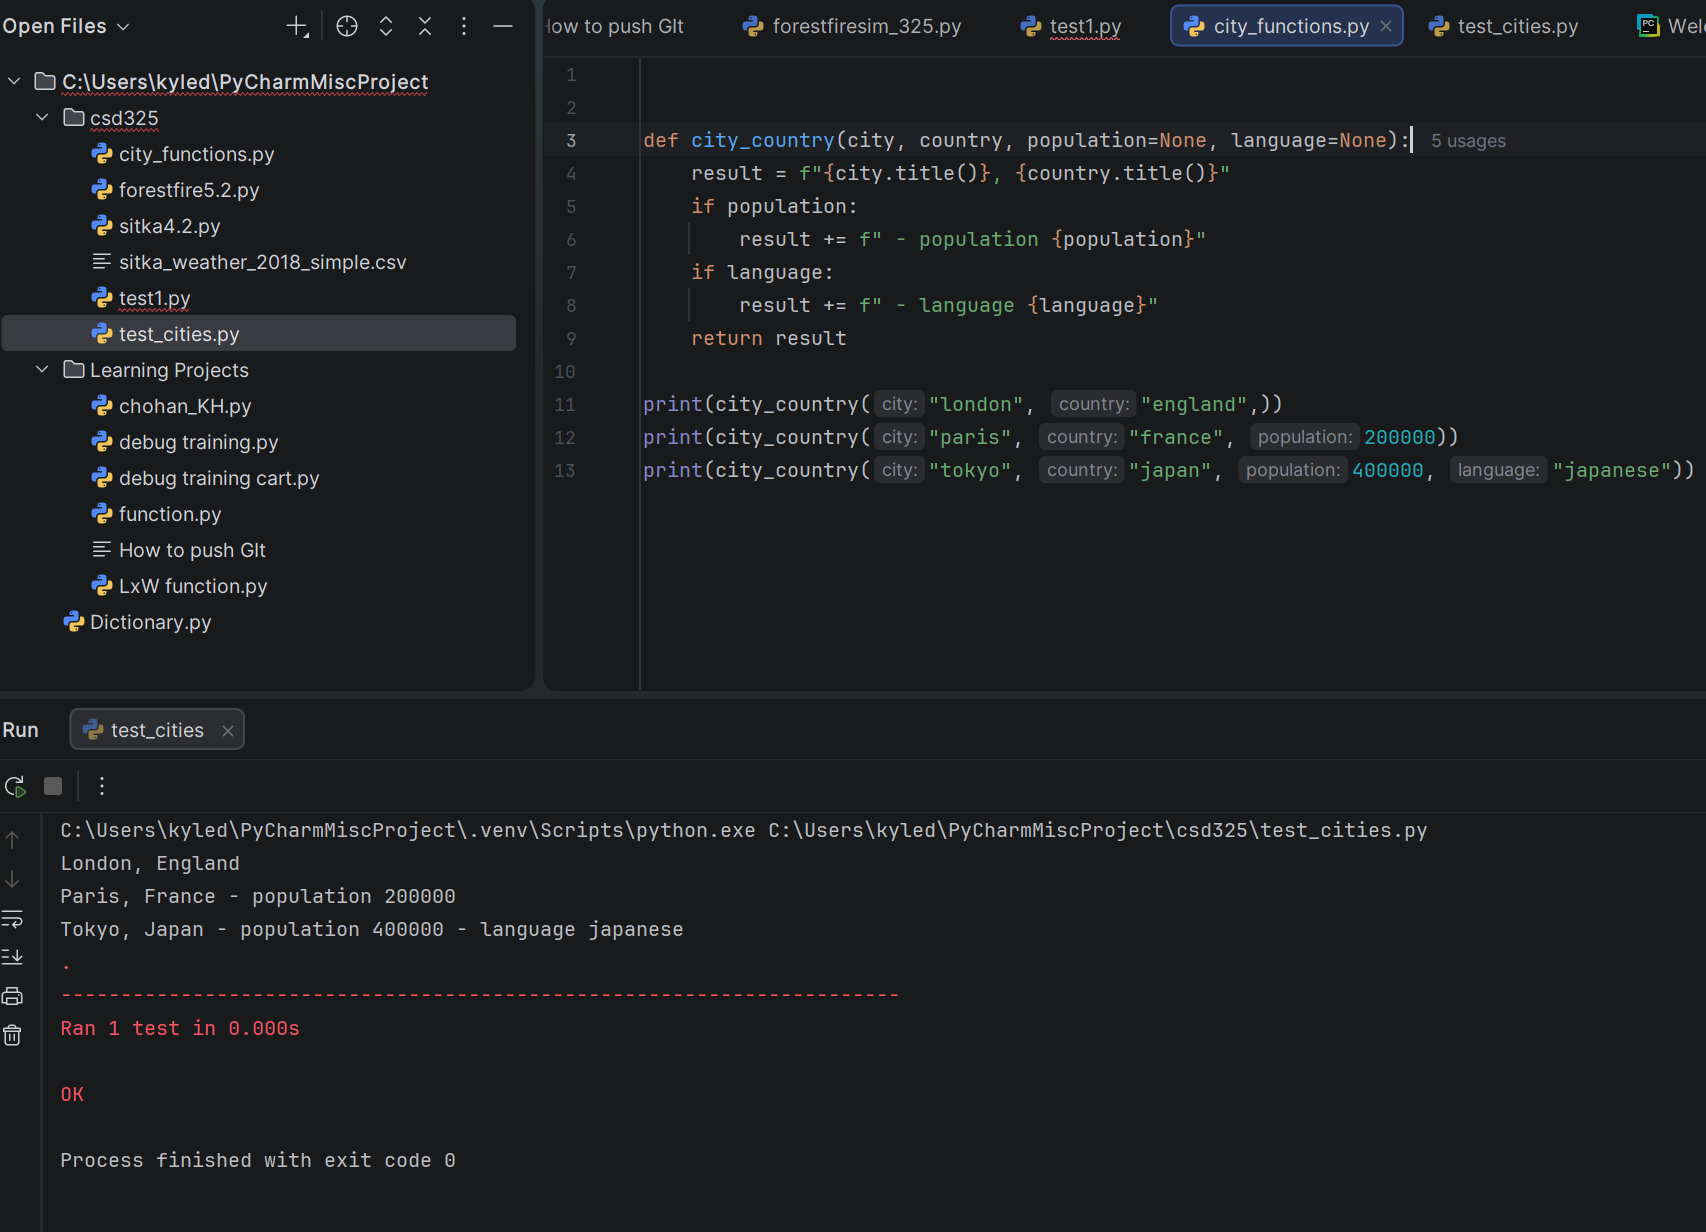 Open Files
C:\Users\kyled\PyCharmMiscProject
csd325
city_functions.py
forestfire5.2.py
sitka4.2.py
sitka_weather_2018_simple.csv
test1.py
test_cities.py
Learning Projects
chohan_KH.py
debug training.py
debug training cart.py
function.py
How to push GIt
LxW function.py
Dictionary.py
ow to push GIt
forestfiresim_325.py
test1.py
city_functions.py
test_cities.py
PC
Wel
1
2
3 def city_country(city, country, population=None, language=None): 5 usages
4 result = f"{city.title()}, {country.title()}"
5 if population:
6 result += f" - population {population}"
7 if language:
8 result += f" - language {language}"
9 return result
10
11 print(city_country( city: "london", country: "england",))
12 print(city_country( city: "paris", country: "france", population: 200000))
13 print(city_country( city: "tokyo", country: "japan", population: 400000, language: "japanese"))
Run
test_cities
C:\Users\kyled\PyCharmMiscProject\.venv\Scripts\python.exe C:\Users\kyled\PyCharmMiscProject\csd325\test_cities.py
London, England
Paris, France - population 200000
Tokyo, Japan - population 400000 - language japanese
.
----------------------------------------------------------------------
Ran 1 test in 0.000s
OK
Process finished with exit code 0